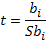 t = b_i / Sb_i